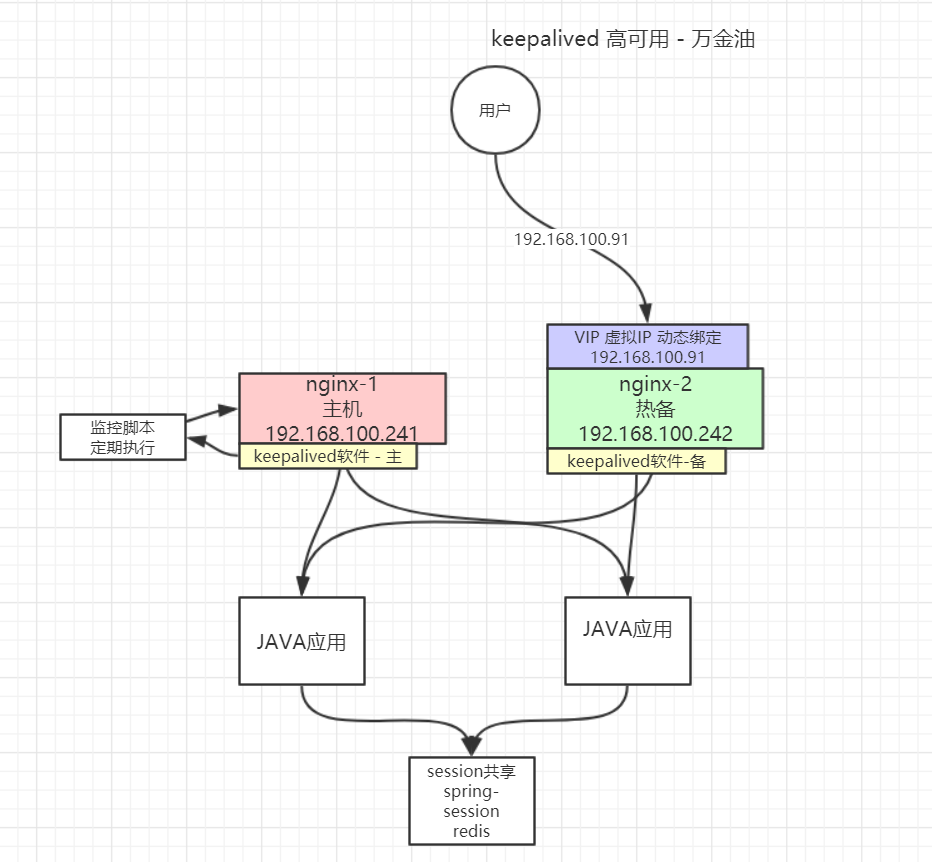 keepalived 高可用 - 万金油
用户
192.168.100.91
VIP 虚拟IP 动态绑定
192.168.100.91
nginx-1
主机
192.168.100.241
keepalived软件 - 主
nginx-2
热备
192.168.100.242
keepalived软件-备
监控脚本
定期执行
JAVA应用
JAVA应用
session共享
spring-
session
redis